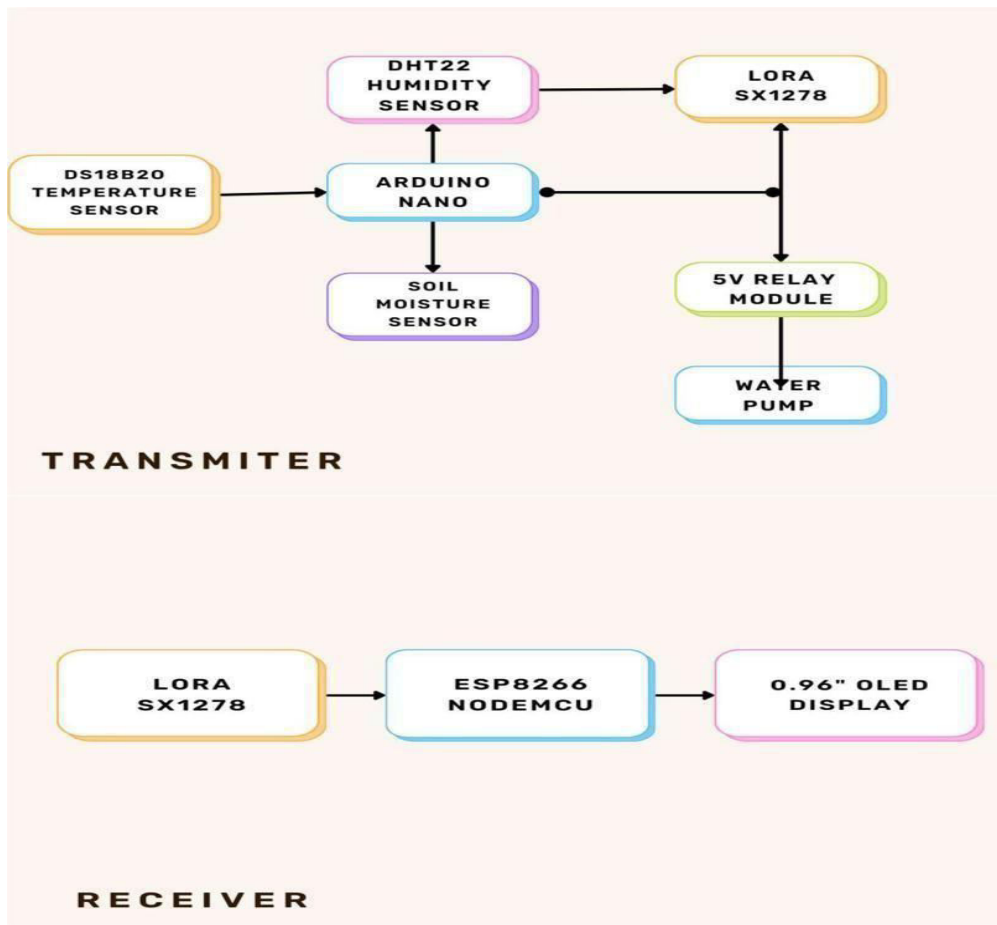 DHT22
HUMIDITY
SENSOR
LORA
SX1278
DS18B20
TEMPERATURE
SENSOR
ARDUINO
NANO
SOIL
MOISTURE
SENSOR
5V RELAY
MODULE
WATER
PUMP
TRANSMITER
LORA
SX1278
ESP8266
NODEMCU
0.96" OLED
DISPLAY
RECEIVER